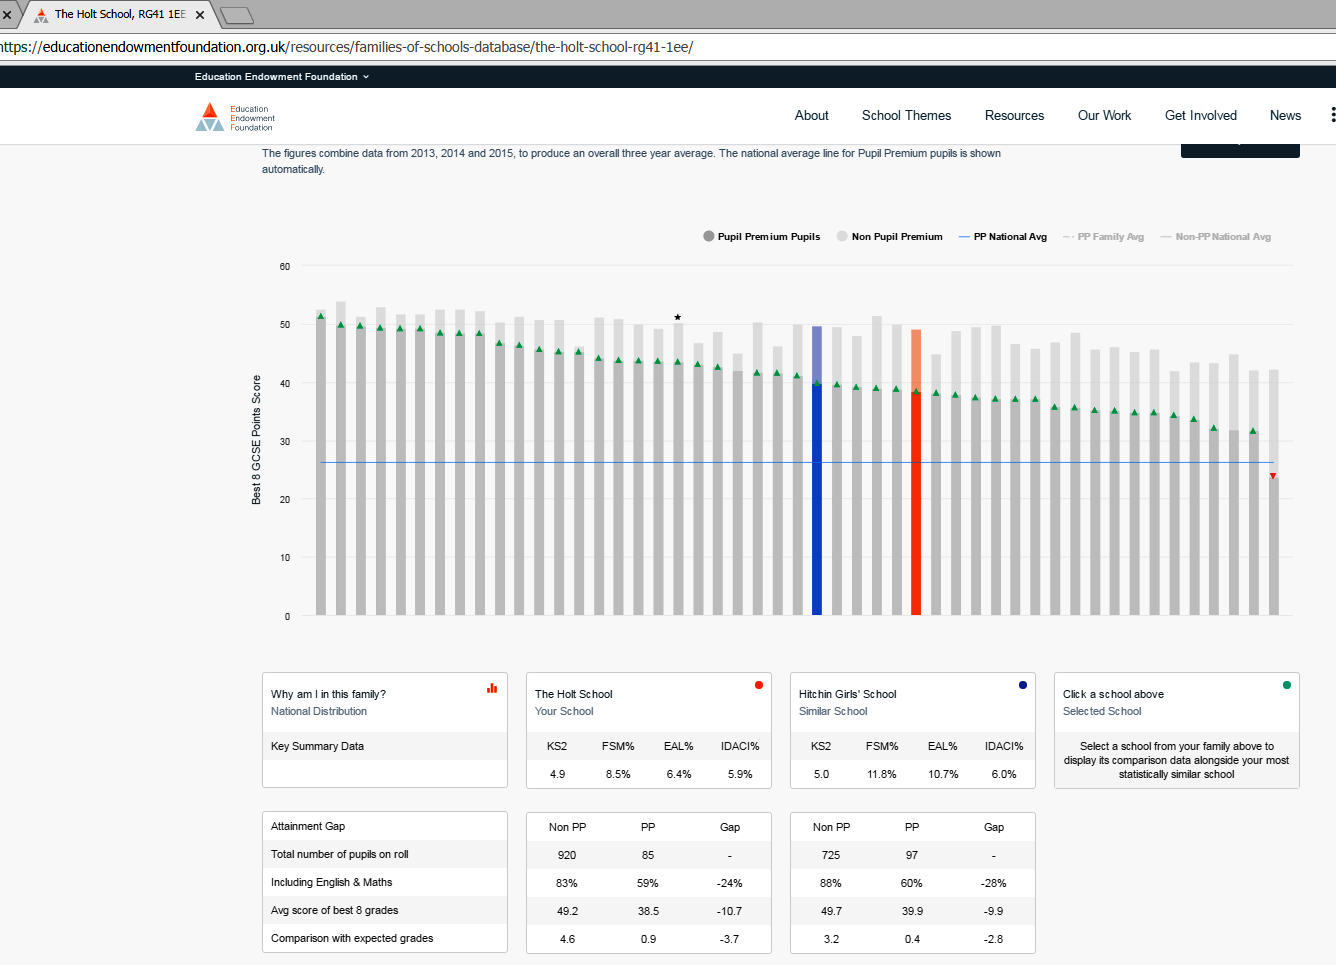 The Holt School, RG41 1EE
https://educationendowmentfoundation.org.uk/resources/families-of-schools-database/the-holt-school-rg41-1ee/
Education Endowment Foundation
Education
Endowment
Foundation
About School Themes Resources Our Work Get Involved News
The figures combine data from 2013, 2014 and 2015, to produce an overall three year average. The national average line for Pupil Premium pupils is shown
automatically.
Pupil Premium Pupils Non Pupil Premium PP National Avg PP Family Avg Non-PP National Avg
60
50
40
30
20
10
0
Best 8 GCSE Points Score
Why am I in this family?
National Distribution
Key Summary Data
The Holt School
Your School
KS2 FSM% EAL% IDACI%
4.9 8.5% 6.4% 5.9%
Hitchin Girls' School
Similar School
KS2 FSM% EAL% IDACI%
5.0 11.8% 10.7% 6.0%
Click a school above
Selected School
Select a school from your family above to
display its comparison data alongside your most
statistically similar school
Attainment Gap Non PP PP Gap Non PP PP Gap
Total number of pupils on roll 920 85 - 725 97 -
Including English & Maths 83% 59% -24% 88% 60% -28%
Avg score of best 8 grades 49.2 38.5 -10.7 49.7 39.9 -9.9
Comparison with expected grades 4.6 0.9 -3.7 3.2 0.4 -2.8